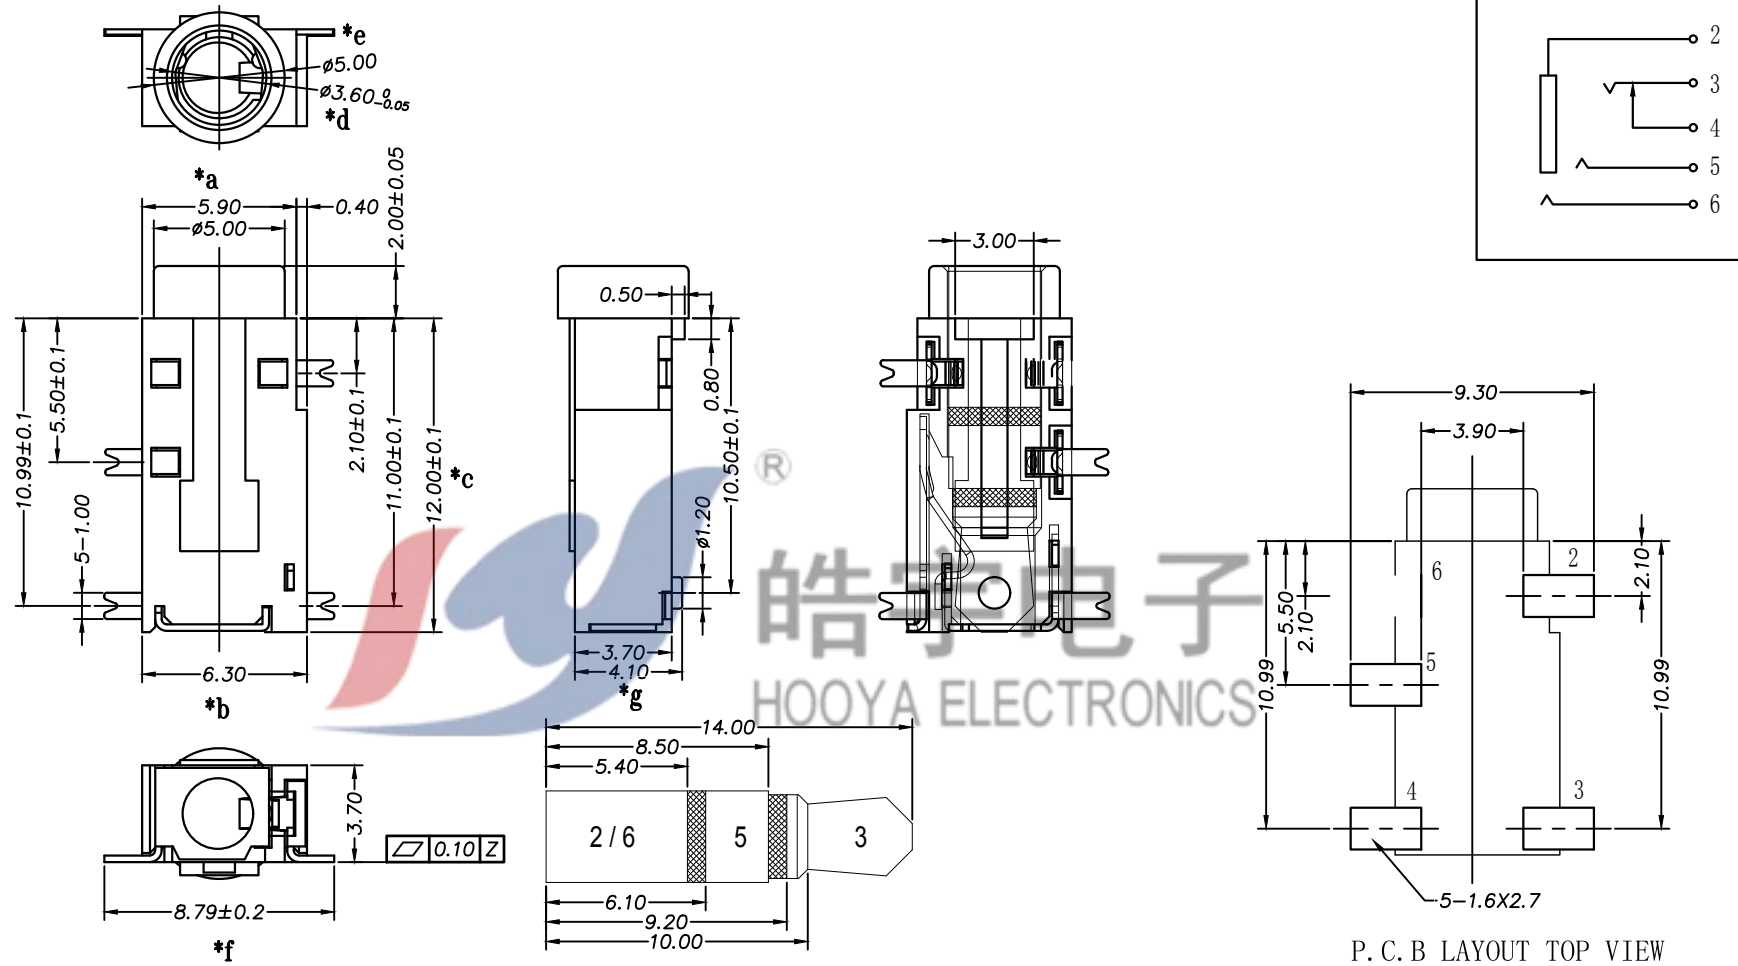 *e
ø5.00
ø3.60 0 -0.05
*d
*a
5.90
0.40
ø5.00
2.00±0.05
10.99±0.1
5.50±0.1
5-1.00
2.10±0.1
11.00±0.1
12.00±0.1
*c
6.30
*b
0.50
0.80
10.50±0.1
ø1.20
3.70
4.10
*g
3.00
2
3
4
5
6
®
皓宇电子
HOOYA ELECTRONICS
3.70
0.10 Z
8.79±0.2
*f
14.00
8.50
5.40
2/6
5
3
6.10
9.20
10.00
9.30
3.90
6
2
5
4
3
10.99
5.50
2.10
2.10
10.99
5-1.6X2.7
P.C.B LAYOUT TOP VIEW